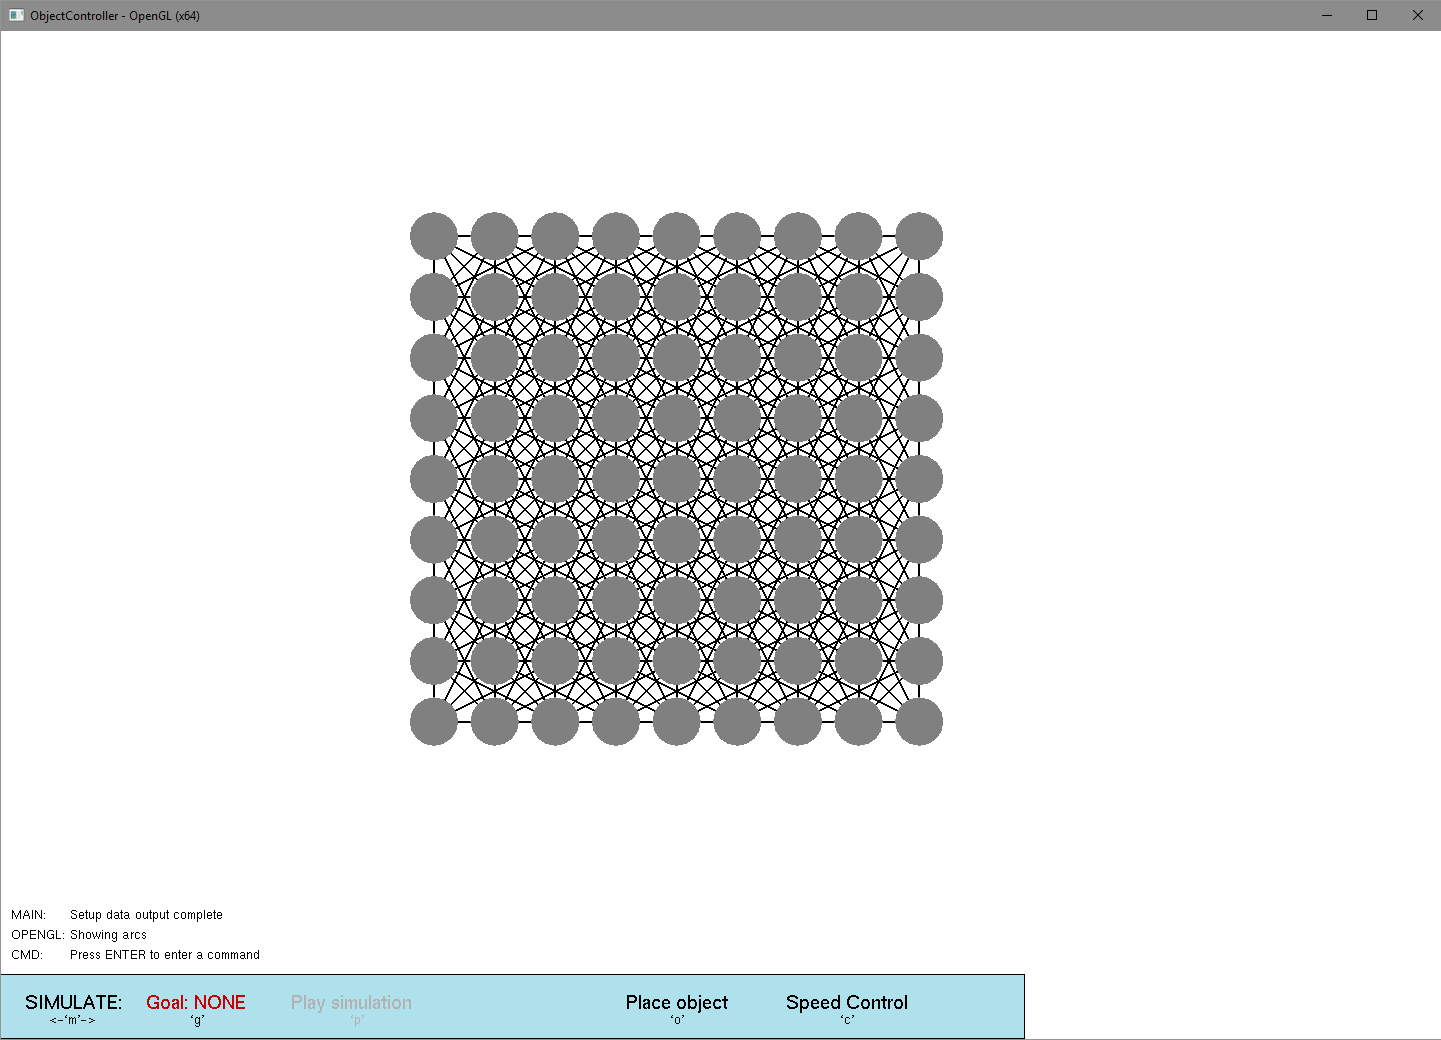 ObjectController - OpenGL (x64)
MAIN: Setup data output complete
OPENGL: Showing arcs
CMD: Press ENTER to enter a command
SIMULATE: Goal: NONE Play simulation Place object Speed Control
<-'m'-> 'g' 'p' 'o' 'c'